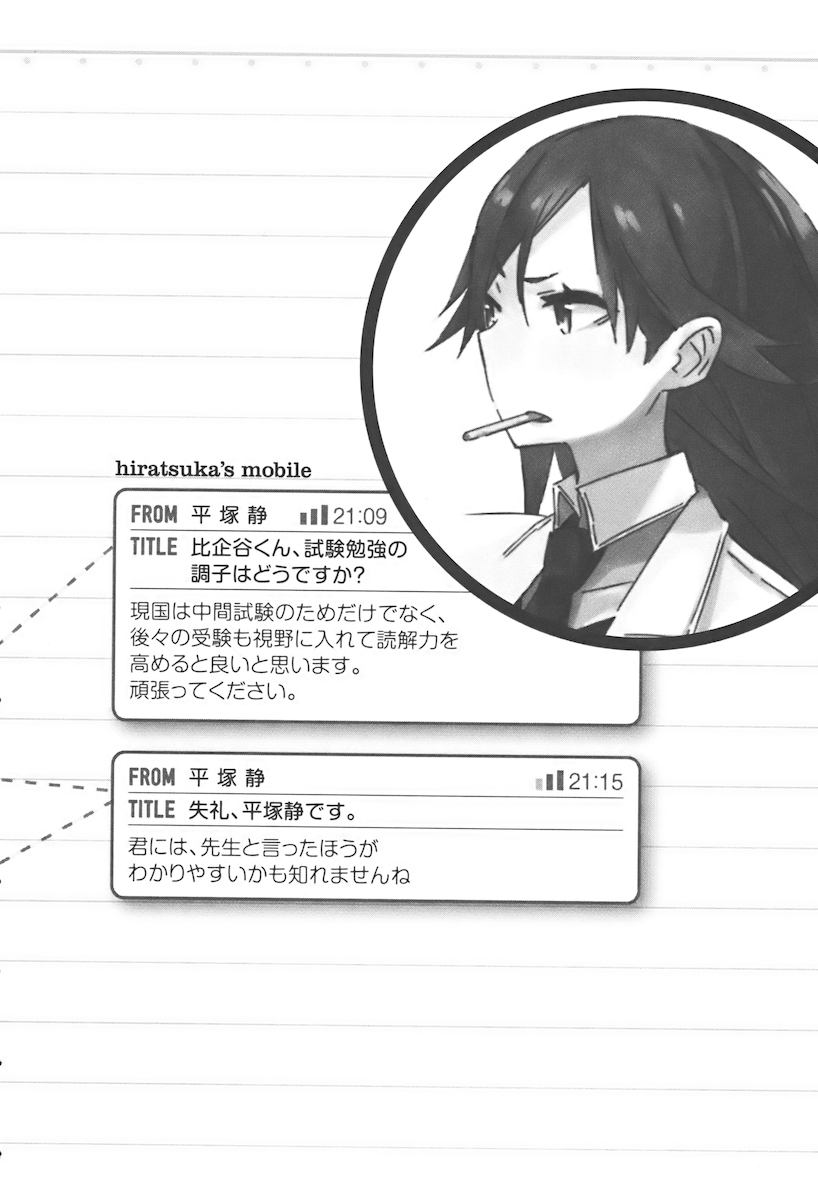 hiratsuka's mobile
FROM 平塚静 21:09
TITLE 比企谷くん、試験勉強の
調子はどうですか？
現国は中間試験のためだけでなく、
後々の受験も視野に入れて読解力を
高めると良いと思います。
頑張ってください。
FROM 平塚静 21:15
TITLE 失礼、平塚静です。
君には、先生と言ったほうが
わかりやすいかも知れませんね